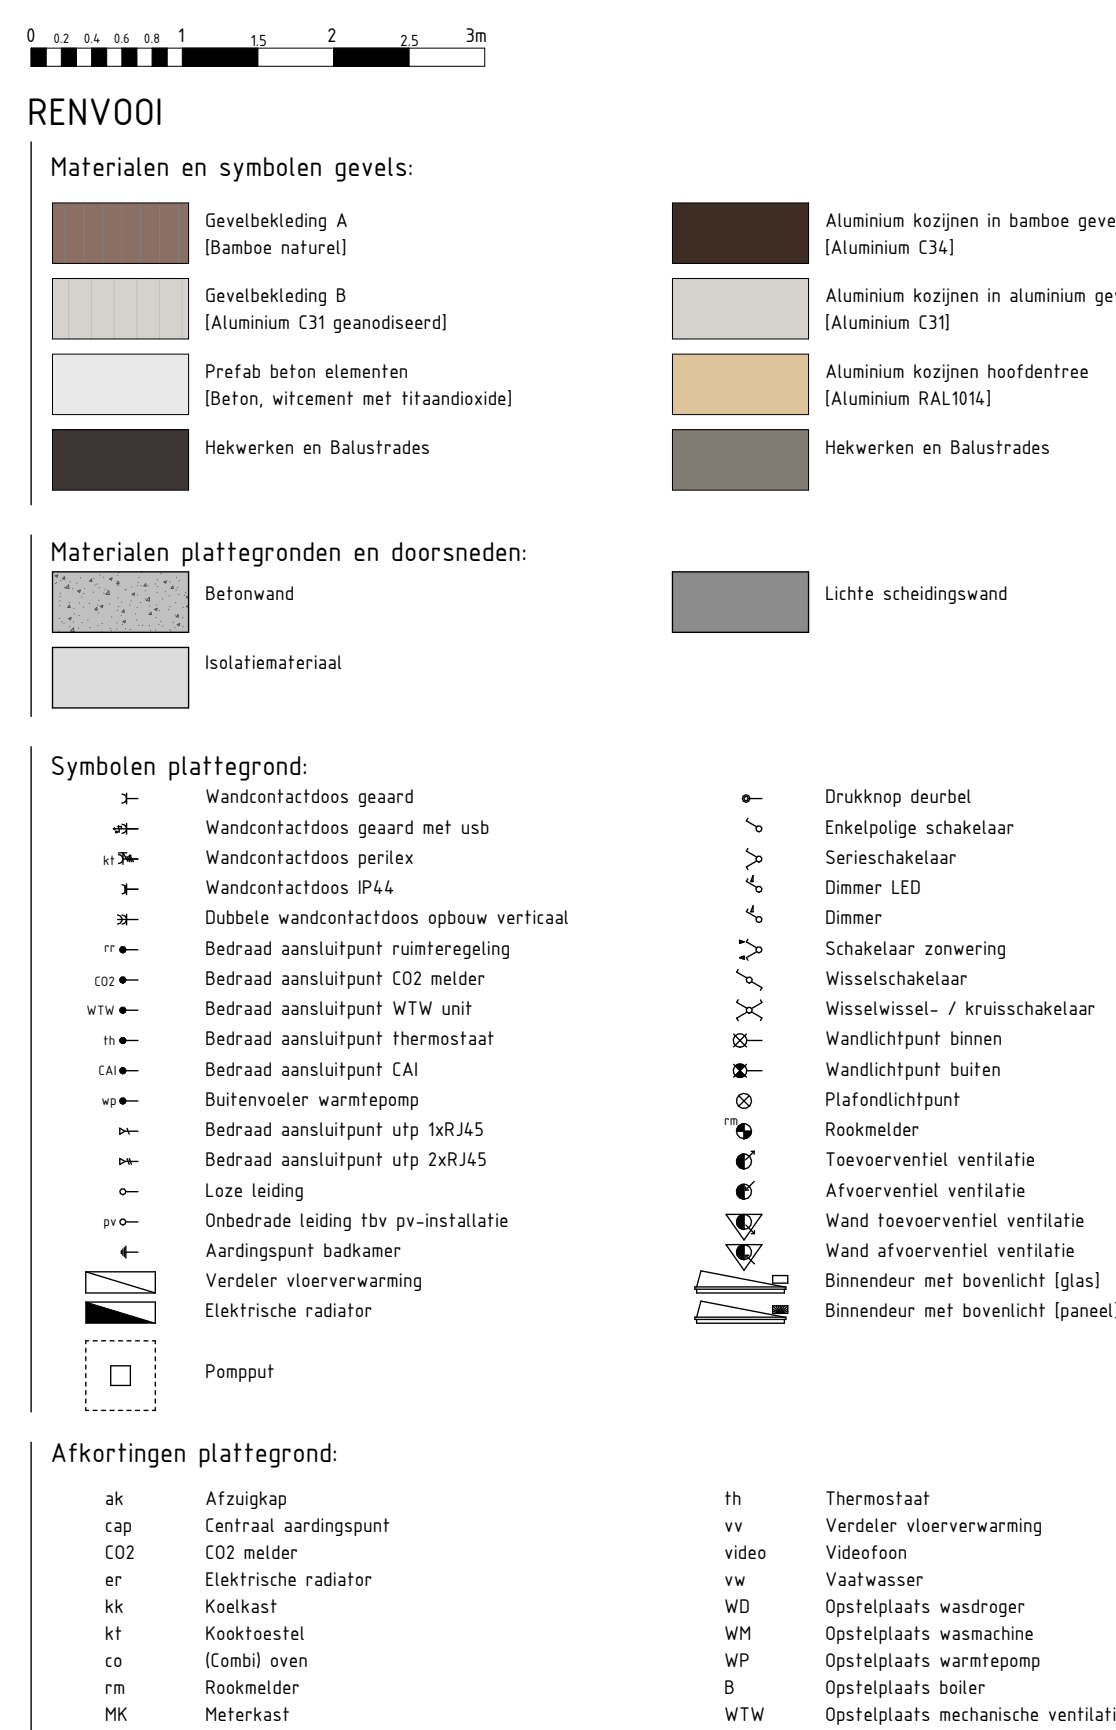 0 0.2 0.4 0.6 0.8 1 1.5 2 2.5 3m
RENVOOI
Materialen en symbolen gevels:
Gevelbekleding A
[Bamboe naturel]
Gevelbekleding B
[Aluminium C31 geanodiseerd]
Prefab beton elementen
[Beton, witcement met titaandioxide]
Hekwerken en Balustrades
Aluminium kozijnen in bamboe geve
[Aluminium C34]
Aluminium kozijnen in aluminium gev
[Aluminium C31]
Aluminium kozijnen hoofdentree
[Aluminium RAL1014]
Hekwerken en Balustrades
Materialen plattegronden en doorsneden:
Betonwand
Isolatiemateriaal
Lichte scheidingswand
Symbolen plattegrond:
Wandcontactdoos geaard
Wandcontactdoos geaard met usb
kt Wandcontactdoos perilex
Wandcontactdoos IP44
Dubbele wandcontactdoos opbouw verticaal
rr Bedraad aansluitpunt ruimteregeling
CO2 Bedraad aansluitpunt CO2 melder
WTW Bedraad aansluitpunt WTW unit
th Bedraad aansluitpunt thermostaat
CAI Bedraad aansluitpunt CAI
wp Buitenvoeler warmtepomp
Bedraad aansluitpunt utp 1xRJ45
Bedraad aansluitpunt utp 2xRJ45
Loze leiding
pv Onbedrade leiding tbv pv-installatie
Aardingspunt badkamer
Verdeler vloerverwarming
Elektrische radiator
Pompput
Drukknop deurbel
Enkelpolige schakelaar
Serieschakelaar
Dimmer LED
Dimmer
Schakelaar zonwering
Wisselschakelaar
Wisselwissel- / kruisschakelaar
Wandlichtpunt binnen
Wandlichtpunt buiten
Plafondlichtpunt
rm Rookmelder
Toevoerventiel ventilatie
Afvoerventiel ventilatie
Wand toevoerventiel ventilatie
Wand afvoerventiel ventilatie
Binnendeur met bovenlicht [glas]
Binnendeur met bovenlicht [paneel]
Afkortingen plattegrond:
ak Afzuigkap
cap Centraal aardingspunt
CO2 CO2 melder
er Elektrische radiator
kk Koelkast
kt Kooktoestel
co (Combi) oven
rm Rookmelder
MK Meterkast
th Thermostaat
vv Verdeler vloerverwarming
video Videofoon
vw Vaatwasser
WD Opstelplaats wasdroger
WM Opstelplaats wasmachine
WP Opstelplaats warmtepomp
B Opstelplaats boiler
WTW Opstelplaats mechanische ventilati